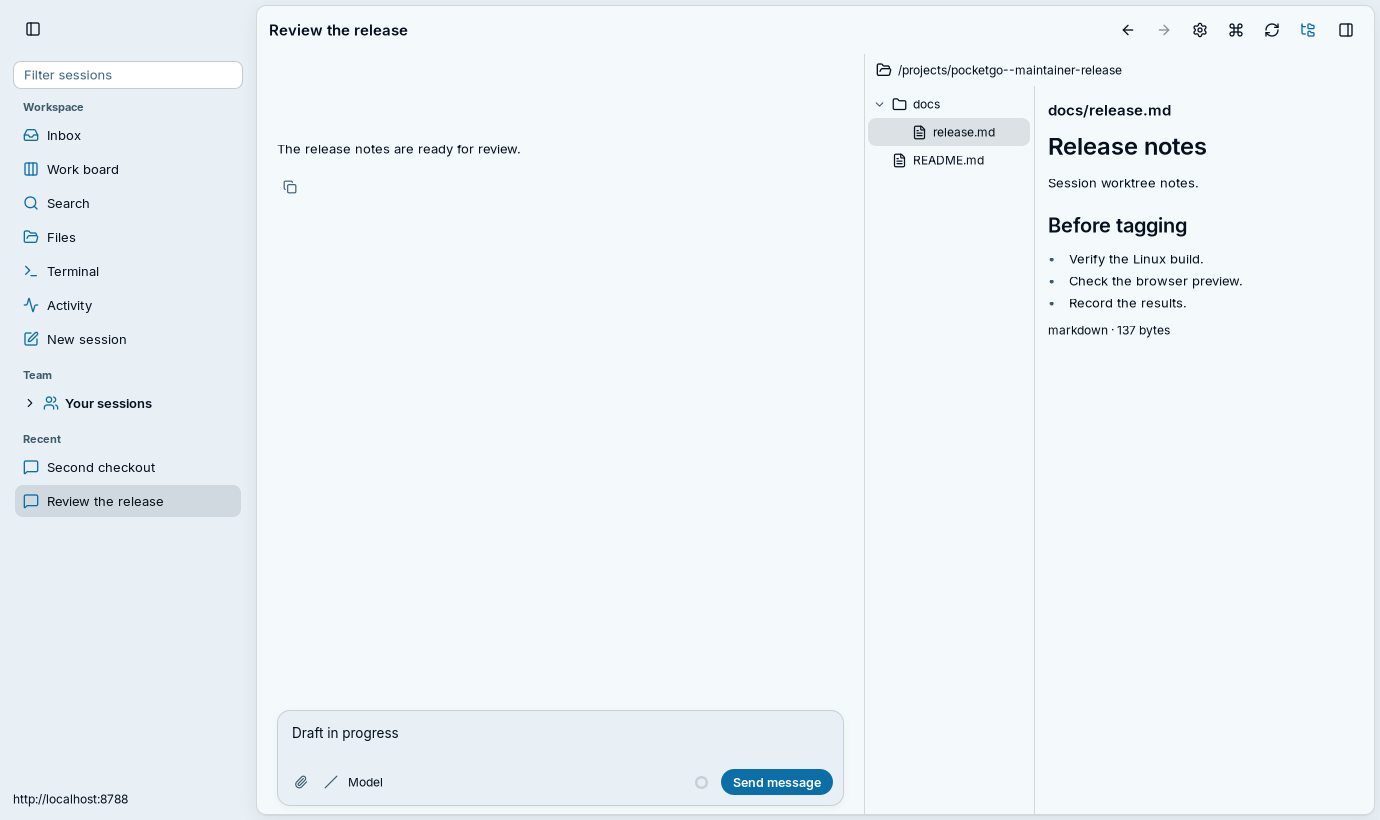 Review the release
Filter sessions
Workspace
Inbox
Work board
Search
Files
Terminal
Activity
New session
Team
Your sessions
Recent
Second checkout
Review the release
http://localhost:8788
The release notes are ready for review.
Draft in progress
Model
Send message
/projects/pocketgo--maintainer-release
docs
release.md
README.md
docs/release.md
Release notes
Session worktree notes.
Before tagging
• Verify the Linux build.
• Check the browser preview.
• Record the results.
markdown · 137 bytes